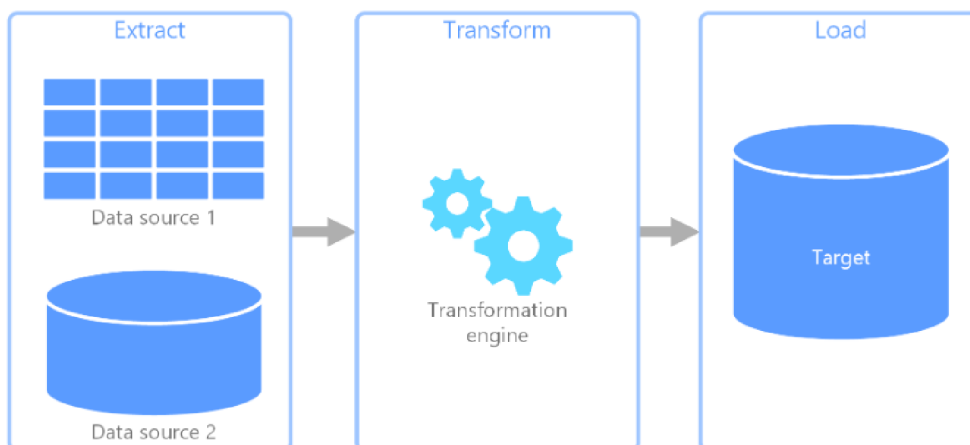 Extract
Data source 1
Data source 2
Transform
Transformation
engine
Load
Target